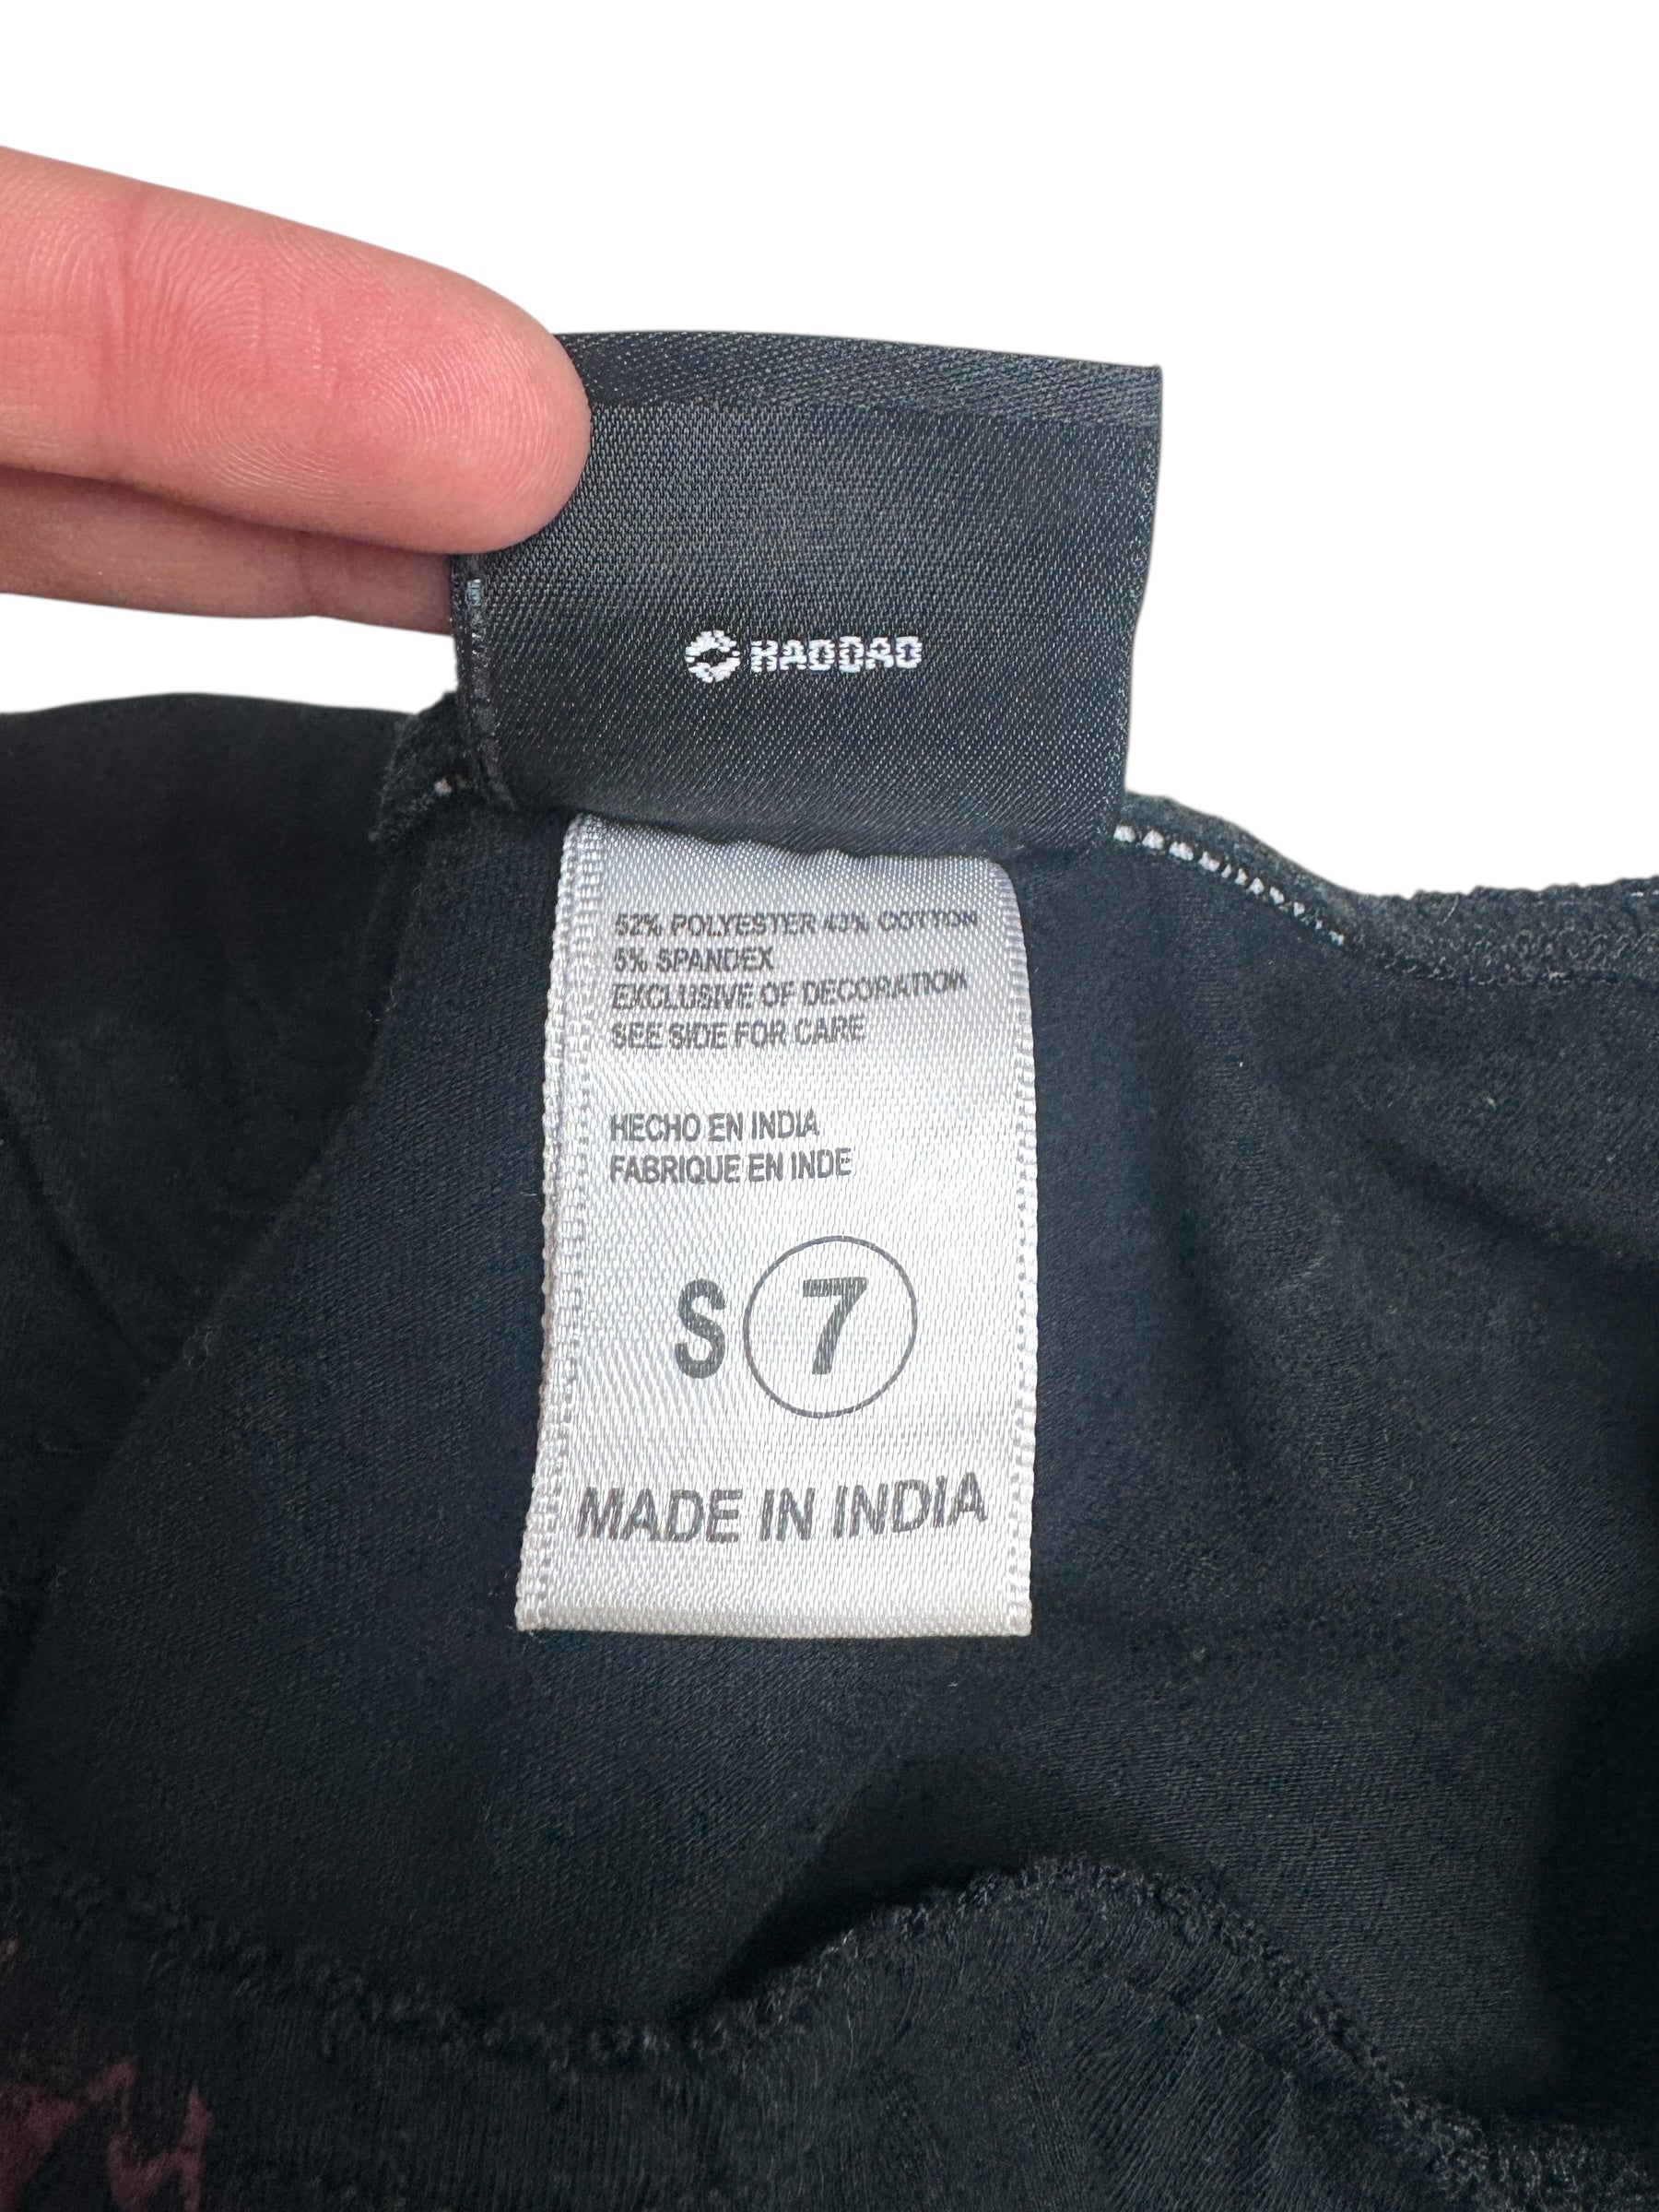 HADDAD
52% POLYESTER 43% COTTON
5% SPANDEX
EXCLUSIVE OF DECORATION
SEE SIDE FOR CARE
HECHO EN INDIA
FABRIQUE EN INDE
S 7
MADE IN INDIA